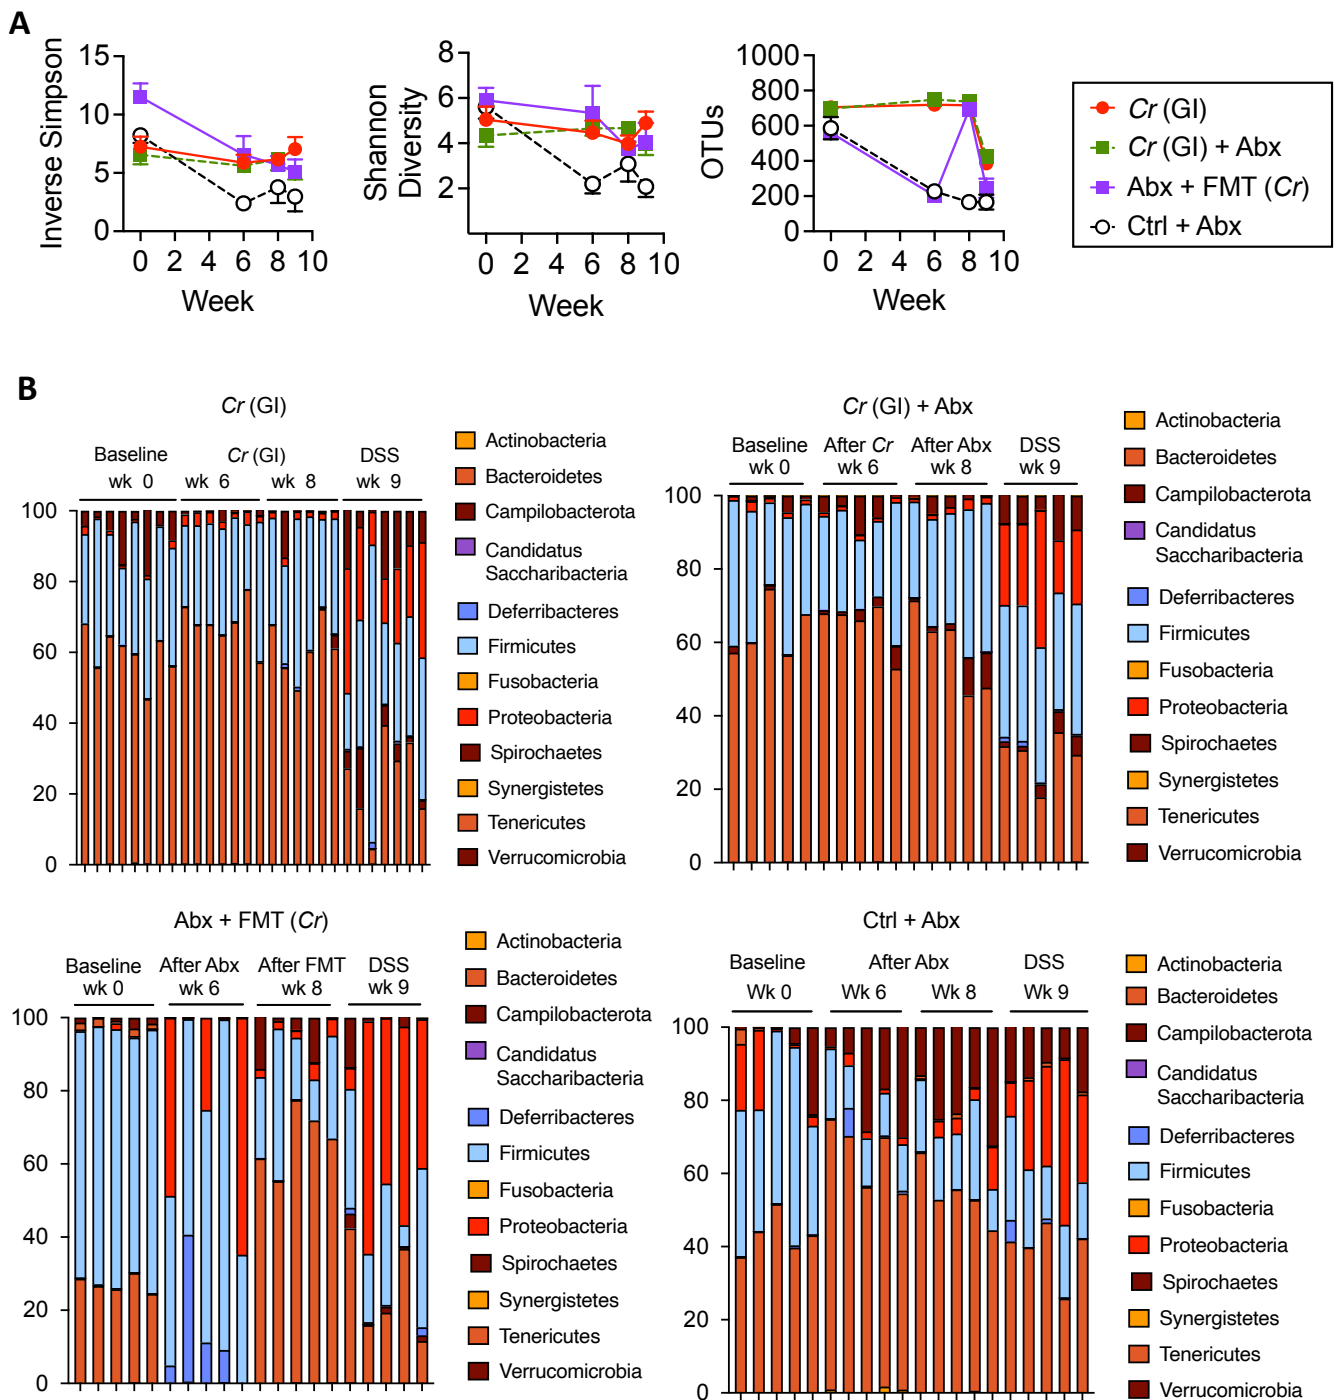 A
Inverse Simpson
15
10
5
0
0 2 4 6 8 10
Week
Shannon
Diversity
8
6
4
2
0 2 4 6 8 10
Week
OTUs
1000
800
600
400
200
0
0 2 4 6 8 10
Week
Cr (GI)
Cr (GI) + Abx
Abx + FMT (Cr)
Ctrl + Abx
B
Cr (GI)
Baseline
wk 0
Cr (GI)
wk 6
wk 8
DSS
wk 9
100
80
60
40
20
0
Actinobacteria
Bacteroidetes
Campilobacterota
Candidatus
Saccharibacteria
Deferribacteres
Firmicutes
Fusobacteria
Proteobacteria
Spirochaetes
Synergistetes
Tenericutes
Verrucomicrobia
Cr (GI) + Abx
Baseline
wk 0
After Cr
wk 6
After Abx
wk 8
DSS
wk 9
100
80
60
40
20
0
Actinobacteria
Bacteroidetes
Campilobacterota
Candidatus
Saccharibacteria
Deferribacteres
Firmicutes
Fusobacteria
Proteobacteria
Spirochaetes
Synergistetes
Tenericutes
Verrucomicrobia
Abx + FMT (Cr)
Baseline
wk 0
After Abx
wk 6
After FMT
wk 8
DSS
wk 9
100
80
60
40
20
0
Actinobacteria
Bacteroidetes
Campilobacterota
Candidatus
Saccharibacteria
Deferribacteres
Firmicutes
Fusobacteria
Proteobacteria
Spirochaetes
Synergistetes
Tenericutes
Verrucomicrobia
Ctrl + Abx
Baseline
Wk 0
After Abx
Wk 6
Wk 8
DSS
Wk 9
100
80
60
40
20
0
Actinobacteria
Bacteroidetes
Campilobacterota
Candidatus
Saccharibacteria
Deferribacteres
Firmicutes
Fusobacteria
Proteobacteria
Spirochaetes
Synergistetes
Tenericutes
Verrucomicrobia